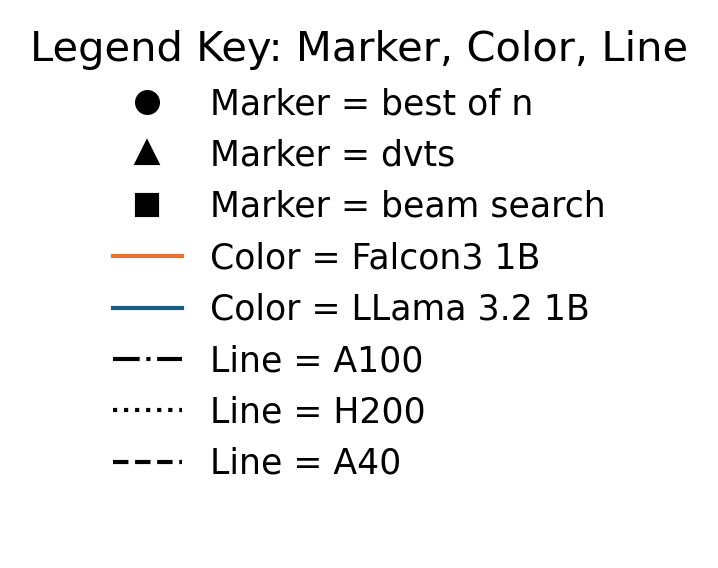 Legend Key: Marker, Color, Line
Marker = best of n
Marker = dvts
Marker = beam search
Color = Falcon3 1B
Color = LLama 3.2 1B
Line = A100
Line = H200
Line = A40